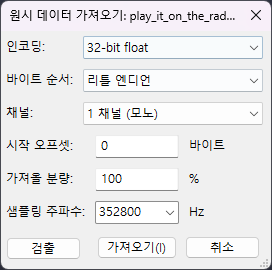 원시 데이터 가져오기: play_it_on_the_rad...
인코딩: 32-bit float
바이트 순서: 리틀 엔디언
채널: 1 채널 (모노)
시작 오프셋: 0 바이트
가져올 분량: 100 %
샘플링 주파수: 352800 Hz
검출 가져오기(I) 취소